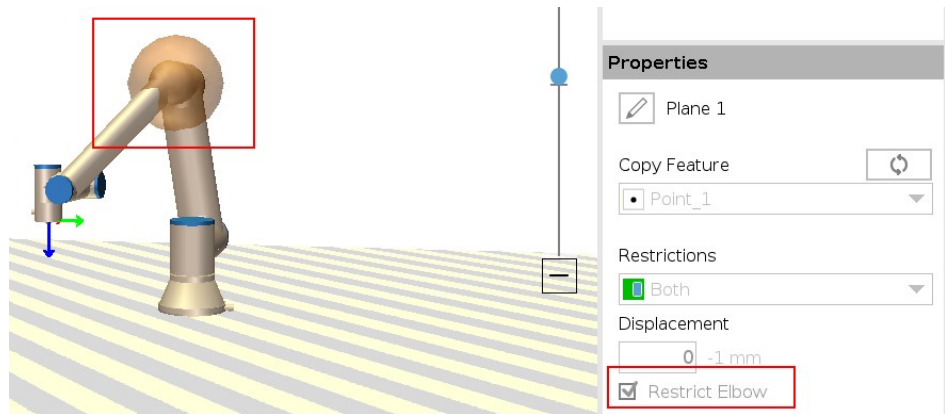 Properties
Plane 1
Copy Feature
Point_1
Restrictions
Both
Displacement
0 -1 mm
Restrict Elbow